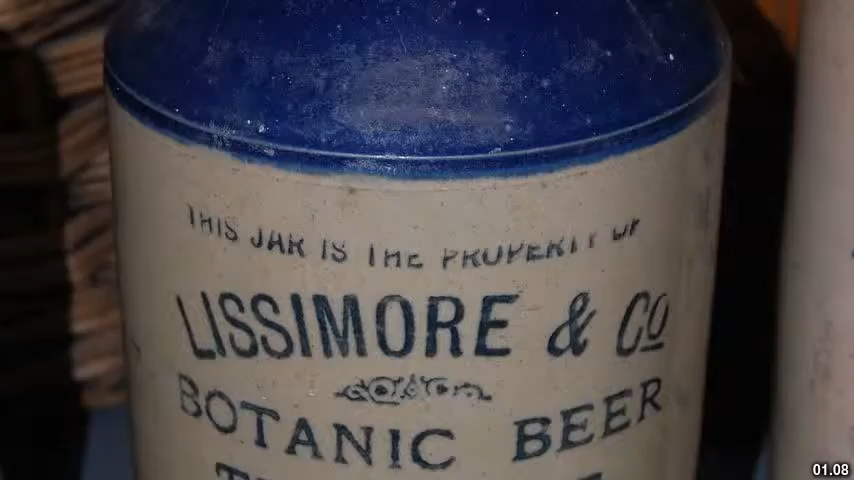 THIS JAR IS THE PROPERTY OF
LISSIMORE & Co
BOTANIC BEER
01.08